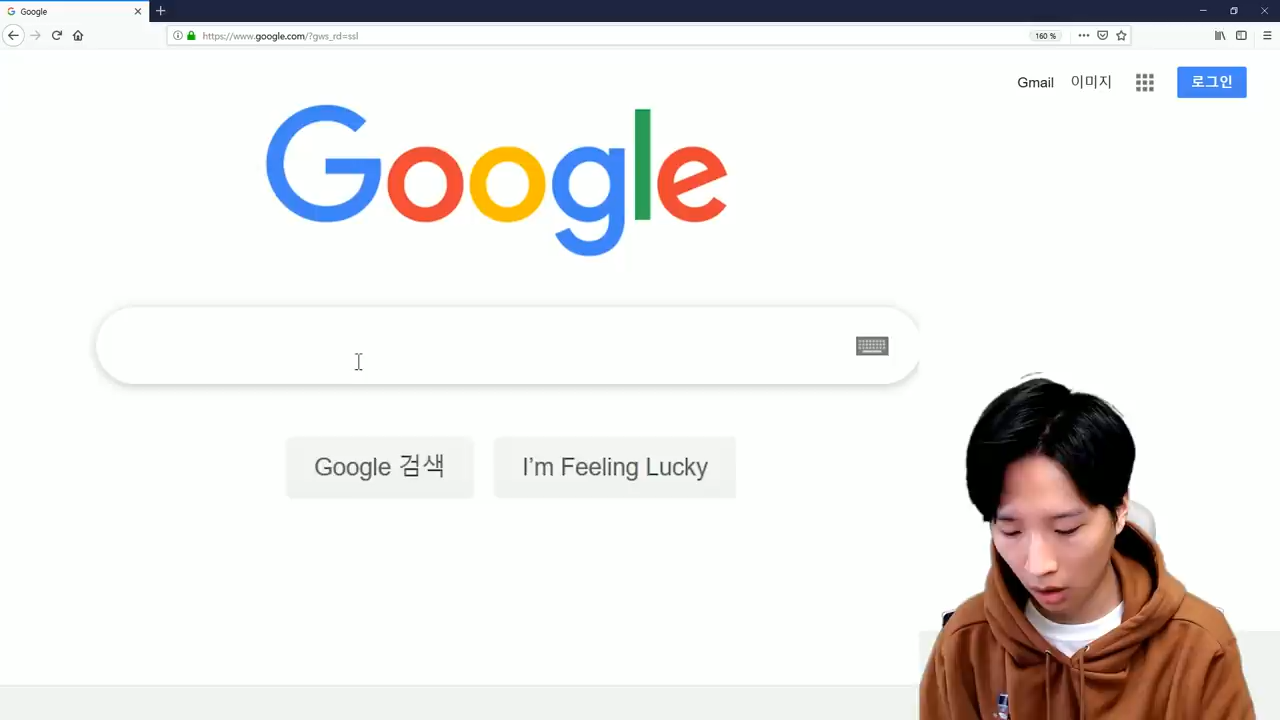 Google
https://www.google.com/?gws_rd=ssl
160 %
Gmail 이미지 로그인
Google
Google 검색 I'm Feeling Lucky